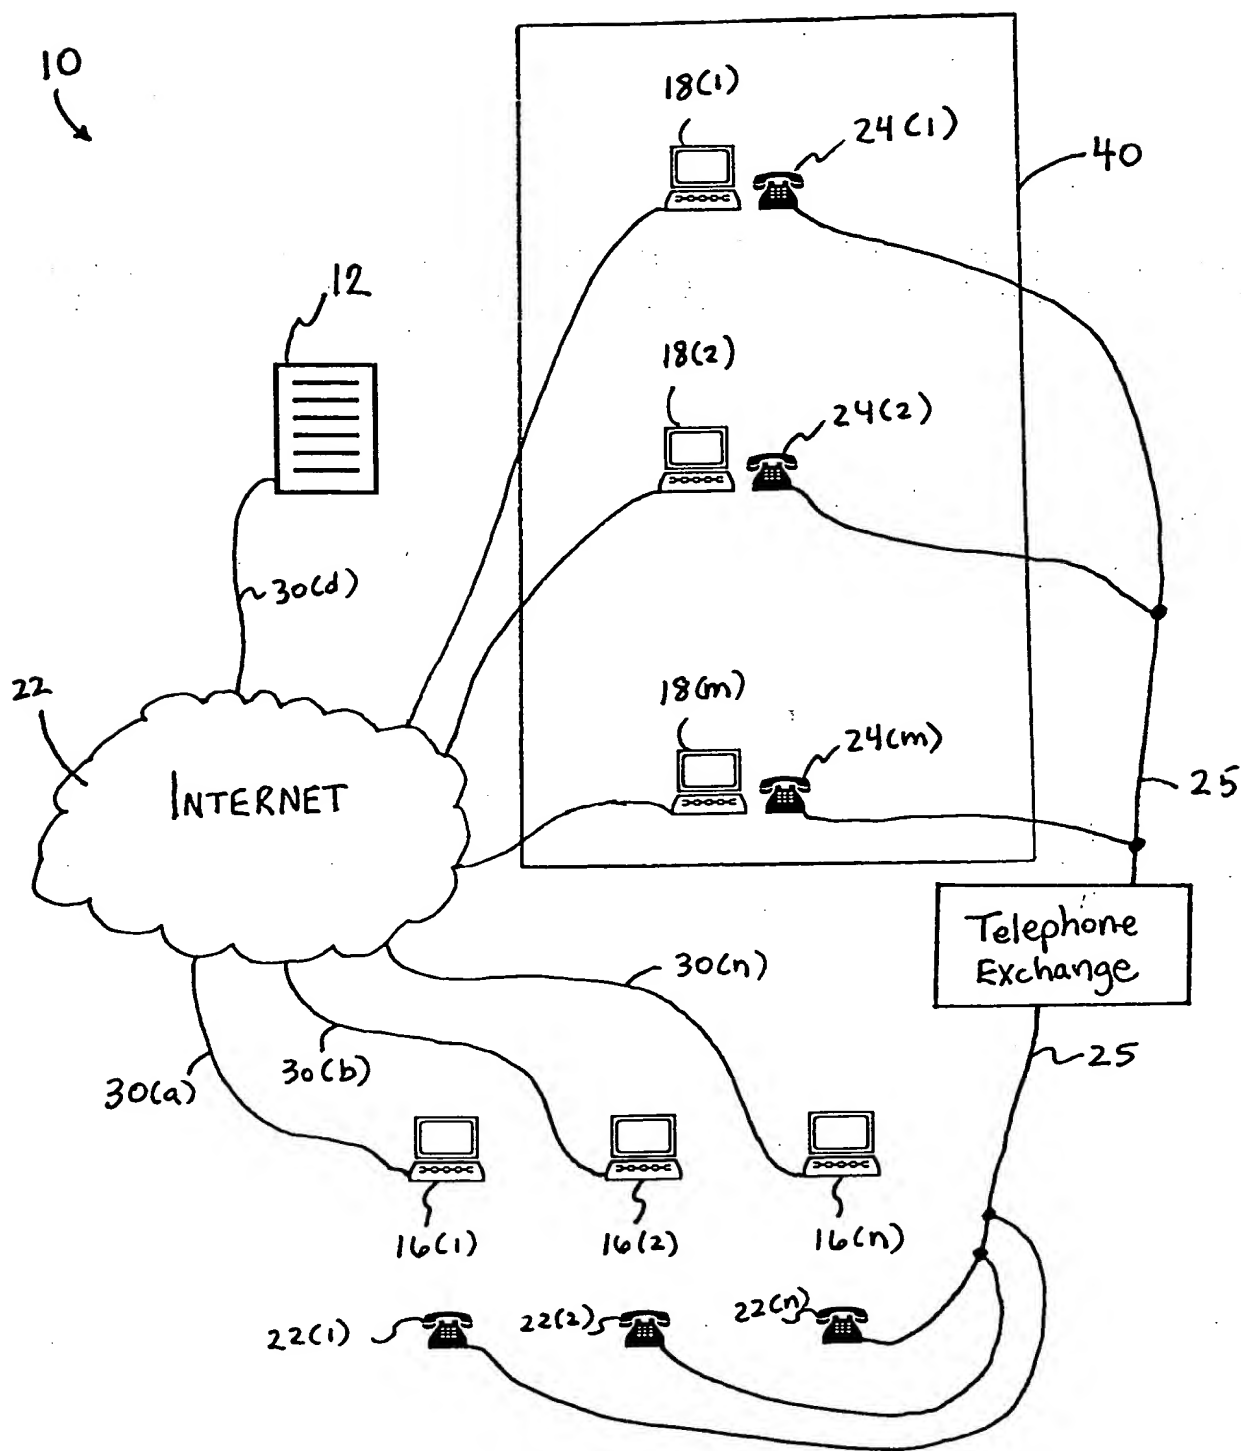 10
18(1)
24(1)
40
12
18(2)
24(2)
30(d)
22
18(m)
24(m)
INTERNET
25
Telephone
Exchange
30(n)
25
30(a)
30(b)
16(1)
16(2)
16(n)
22(1)
22(2)
22(n)